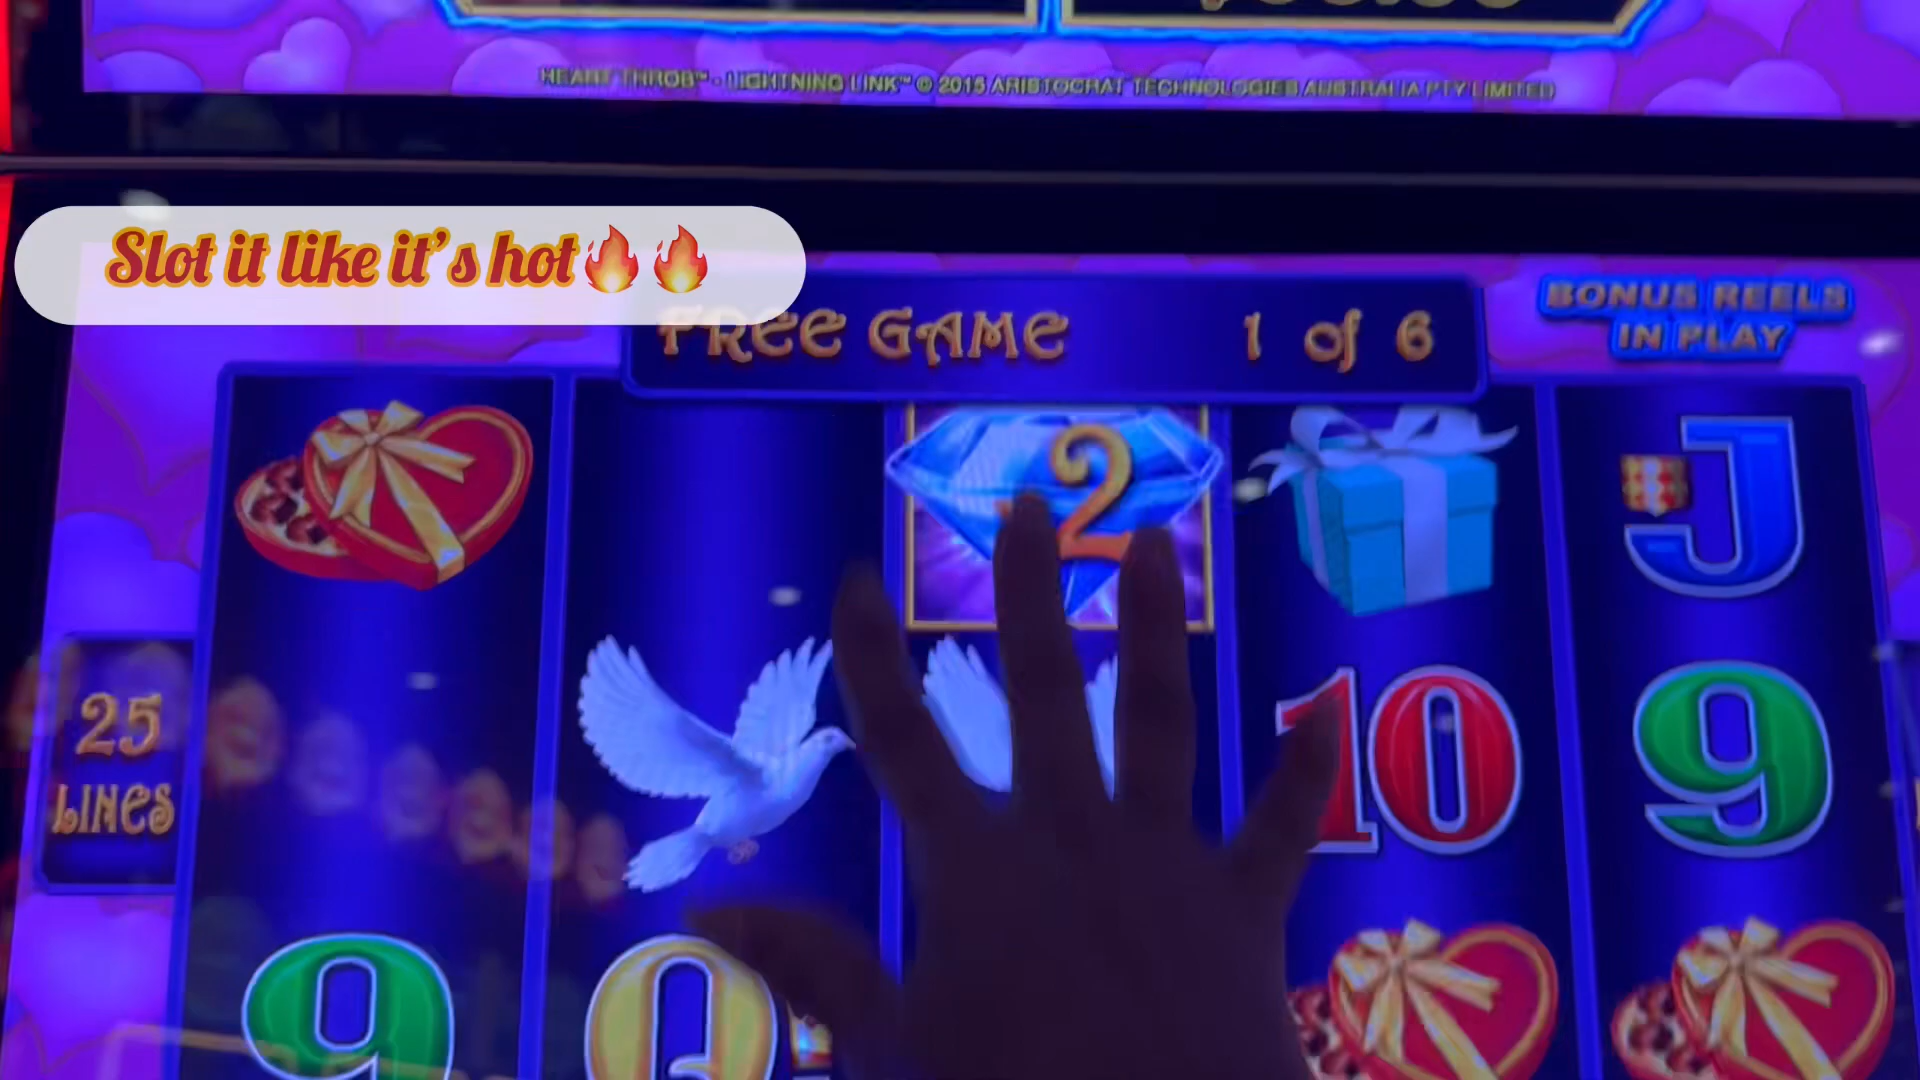 HEART THROB™ - LIGHTNING LINK™ © 2015 ARISTOCRAT TECHNOLOGIES AUSTRALIA PTY LIMITED
Slot it like it's hot🔥🔥
FREE GAME 1 of 6
BONUS REELS
IN PLAY
2
J
25
LINES
10
9
9
Q